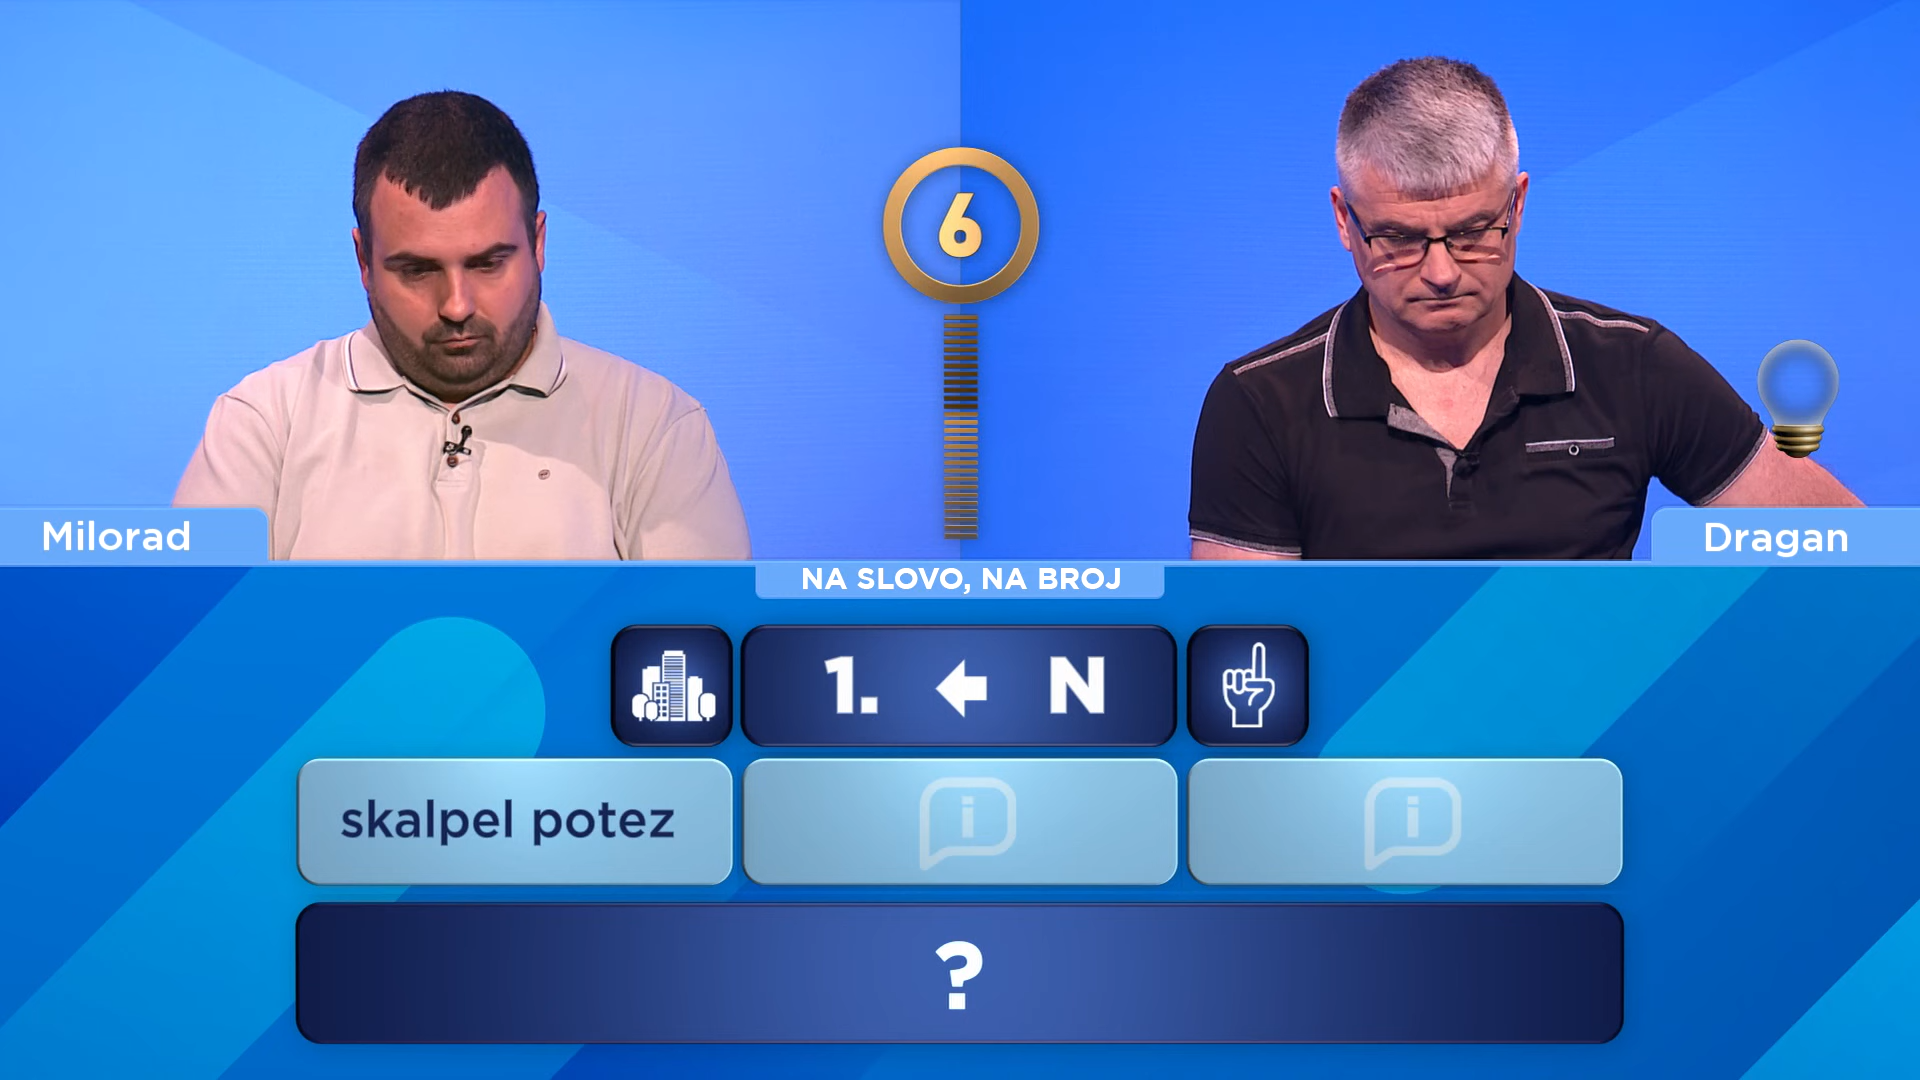 6
Milorad
Dragan
NA SLOVO, NA BROJ
1. ← N
skalpel potez
i
i
?